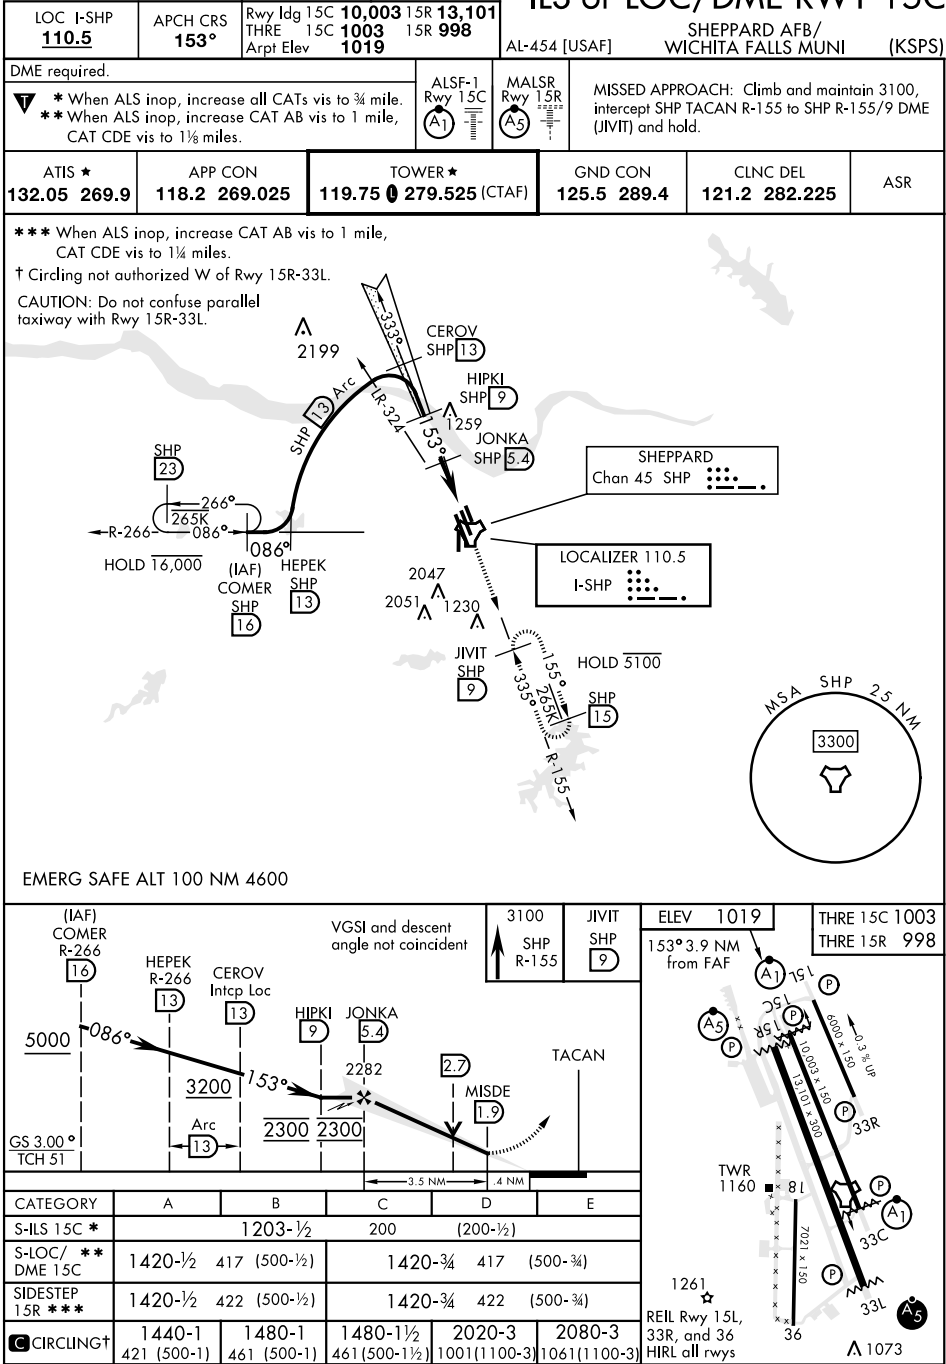 ILS or LOC/DME RWY 15C
LOC I-SHP
110.5
APCH CRS
153°
Rwy ldg 15C 10,003 15R 13,101
THRE 15C 1003 15R 998
Arpt Elev 1019
AL-454 [USAF]
SHEPPARD AFB/
WICHITA FALLS MUNI
(KSPS)
DME required.
T
* When ALS inop, increase all CATs vis to ¾ mile.
** When ALS inop, increase CAT AB vis to 1 mile,
CAT CDE vis to 1⅛ miles.
ALSF-1
Rwy 15C
A1
MALSR
Rwy 15R
A5
MISSED APPROACH: Climb and maintain 3100,
intercept SHP TACAN R-155 to SHP R-155/9 DME
(JIVIT) and hold.
ATIS ★
132.05 269.9
APP CON
118.2 269.025
TOWER ★
119.75 L 279.525 (CTAF)
GND CON
125.5 289.4
CLNC DEL
121.2 282.225
ASR
*** When ALS inop, increase CAT AB vis to 1 mile,
CAT CDE vis to 1¼ miles.
† Circling not authorized W of Rwy 15R-33L.
CAUTION: Do not confuse parallel
taxiway with Rwy 15R-33L.
2199
333°
CEROV
SHP 13
HIPKI
SHP 9
1259
SHP 13 Arc
LR-324
153°
JONKA
SHP 5.4
SHEPPARD
Chan 45 SHP
SHP
23
266°
265K
R-266
086°
086°
HOLD 16,000
(IAF)
COMER
SHP
16
HEPEK
SHP
13
LOCALIZER 110.5
I-SHP
2047
2051
1230
JIVIT
SHP
9
HOLD 5100
155°
335°
265K
SHP
15
R-155
MSA SHP 25 NM
3300
EMERG SAFE ALT 100 NM 4600
(IAF)
COMER
R-266
16
HEPEK
R-266
13
CEROV
Intcp Loc
13
VGSI and descent
angle not coincident
3100
SHP
R-155
JIVIT
SHP
9
HIPKI
9
JONKA
5.4
5000
086°
2282
2.7
TACAN
3200
153°
MISDE
1.9
Arc
13
2300 2300
GS 3.00°
TCH 51
3.5 NM
.4 NM
ELEV 1019
THRE 15C 1003
THRE 15R 998
153° 3.9 NM
from FAF
A1
15L
P
15C
A5
P
15R
P
6000 x 150
0.3 % UP
10,003 x 150
13,101 x 300
P
33R
TWR
1160
18
P
A1
33C
7021 x 150
P
33L
1261
A5
REIL Rwy 15L,
33R, and 36
HIRL all rwys
36
1073
CATEGORY A B C D E
S-ILS 15C * 1203-½ 200 (200-½)
S-LOC/ **
DME 15C
1420-½ 417 (500-½) 1420-¾ 417 (500-¾)
SIDESTEP
15R ***
1420-½ 422 (500-½) 1420-¾ 422 (500-¾)
C CIRCLING†
1440-1
421 (500-1)
1480-1
461 (500-1)
1480-1½
461(500-1½)
2020-3
1001(1100-3)
2080-3
1061(1100-3)